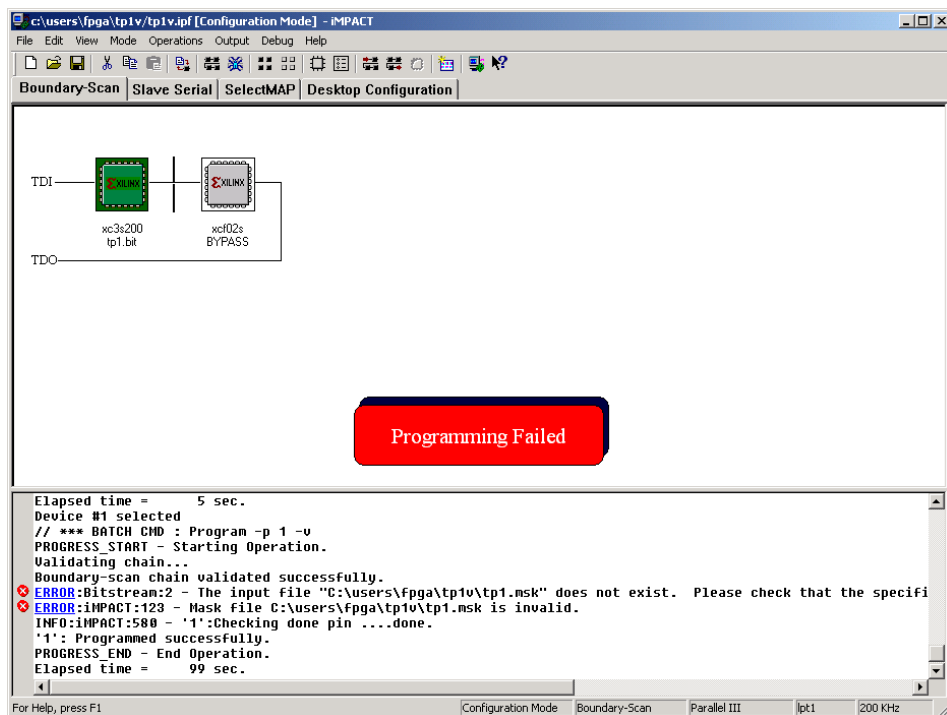 c:\users\fpga\tp1v/tp1v.ipf [Configuration Mode] - iMPACT
File Edit View Mode Operations Output Debug Help
Boundary-Scan Slave Serial SelectMAP Desktop Configuration
TDI
XILINX
XILINX
xc3s200
tp1.bit
xcf02s
BYPASS
TDO
Programming Failed
Elapsed time =      5 sec.
Device #1 selected
// *** BATCH CMD : Program -p 1 -v
PROGRESS_START - Starting Operation.
Validating chain...
Boundary-scan chain validated successfully.
ERROR:Bitstream:2 - The input file "C:\users\fpga\tp1v\tp1.msk" does not exist.  Please check that the specifi
ERROR:iMPACT:123 - Mask file C:\users\fpga\tp1v\tp1.msk is invalid.
INFO:iMPACT:580 - '1':Checking done pin ....done.
'1': Programmed successfully.
PROGRESS_END - End Operation.
Elapsed time =     99 sec.
For Help, press F1
Configuration Mode Boundary-Scan Parallel III lpt1 200 KHz